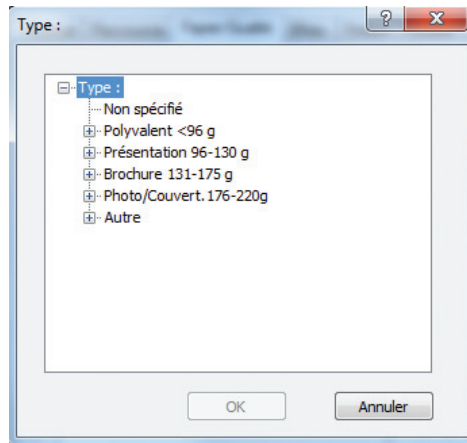 Type :
Type :
Non spécifié
Polyvalent <96 g
Présentation 96-130 g
Brochure 131-175 g
Photo/Couvert. 176-220g
Autre
OK
Annuler